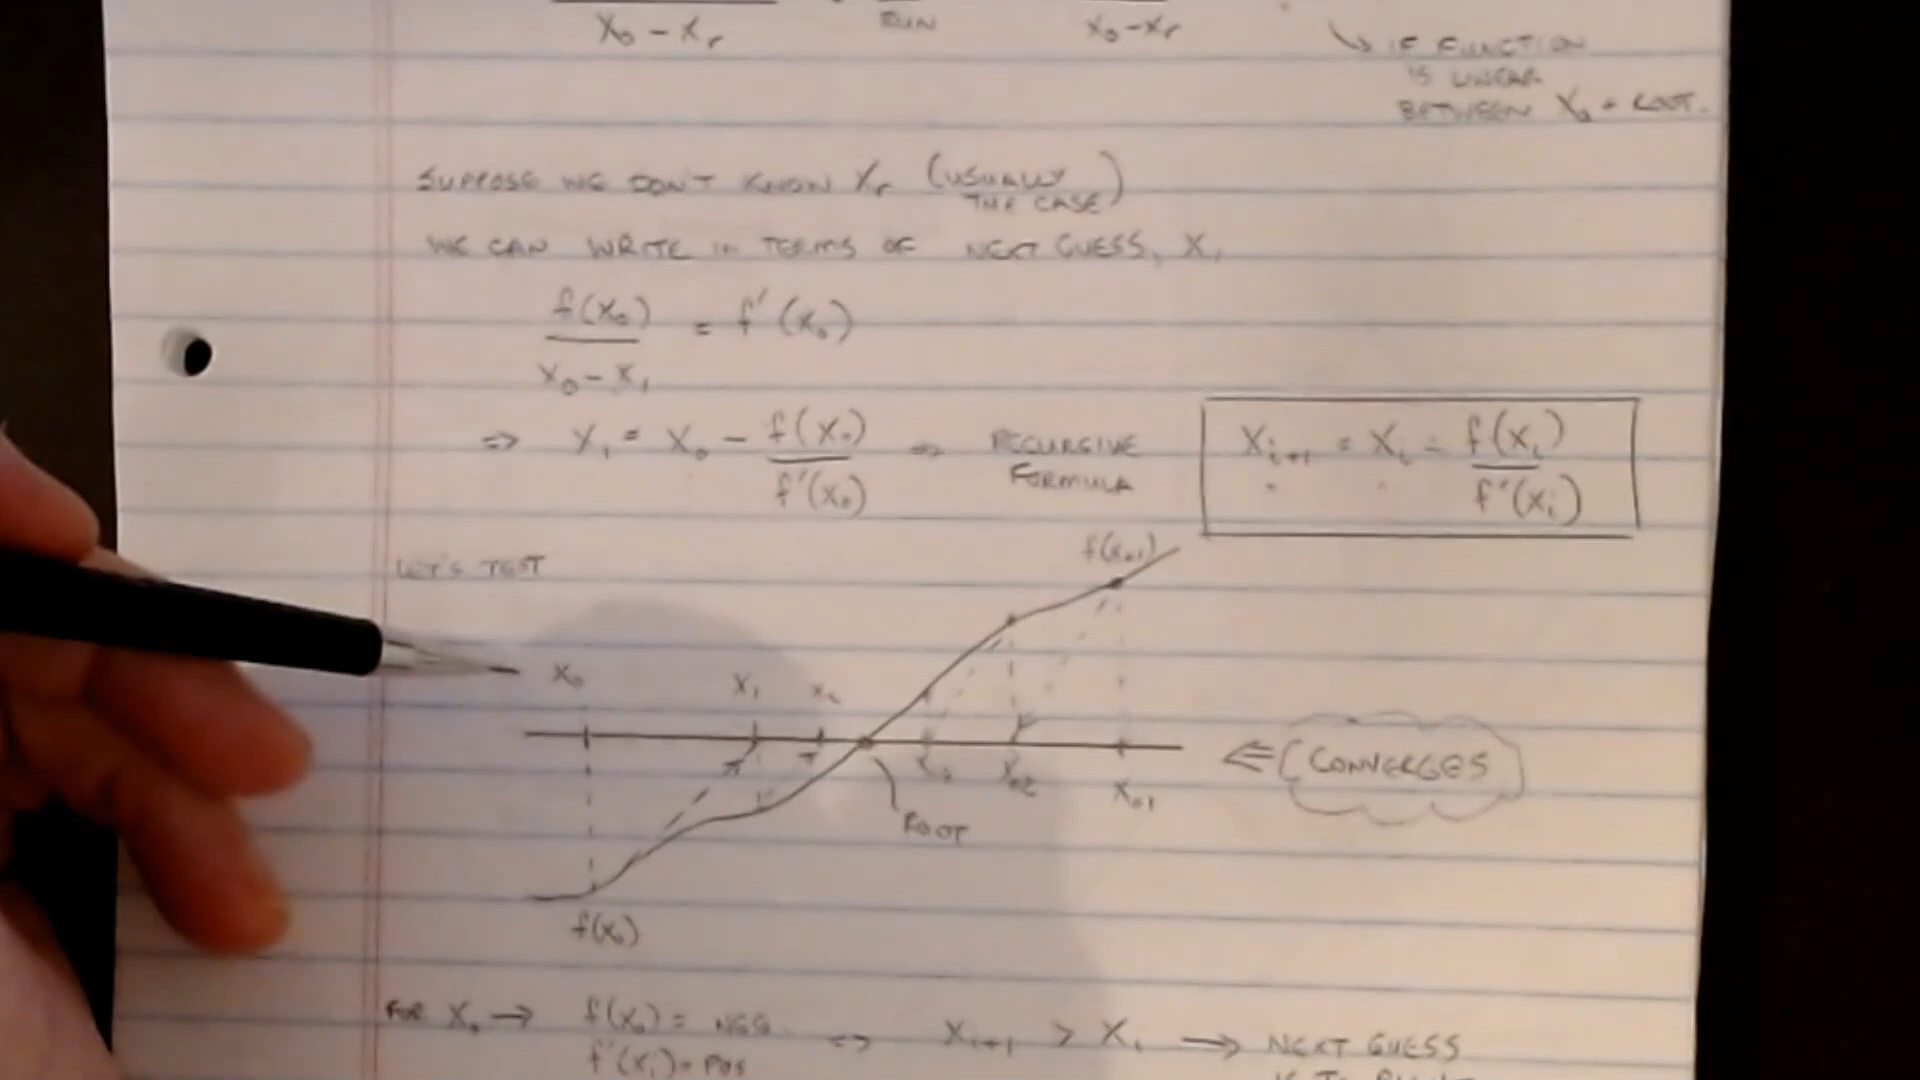 X₀ - Xᵣ RUN X₀ - Xᵣ
↳ IF FUNCTION
IS LINEAR
BETWEEN X₀ + ROOT.
SUPPOSE WE DON'T KNOW Xᵣ (USUALLY
THE CASE)
WE CAN WRITE IN TERMS OF NEXT GUESS, X₁
f(X₀) / (X₀ - X₁) = f'(X₀)
⇒ X₁ = X₀ - f(X₀) / f'(X₀) ⇒ RECURSIVE
FORMULA
Xᵢ₊₁ = Xᵢ - f(Xᵢ) / f'(Xᵢ)
LET'S TEST
f(X₀₁)
X₀ X₁ X₂
X₀₂ X₀₁
⇐ CONVERGES
ROOT
f(X₀)
FOR X₀ → f(X₀) = NEG
f'(Xᵢ) = POS
⇒ Xᵢ₊₁ > Xᵢ → NEXT GUESS
IS TO